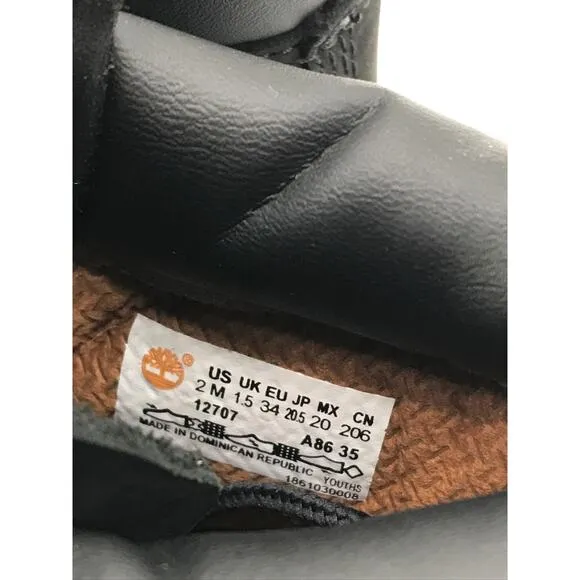 US UK EU JP MX CN
2 M 1.5 34 20.5 20 206
12707 A86 35
MADE IN DOMINICAN REPUBLIC YOUTHS
186103D008
®